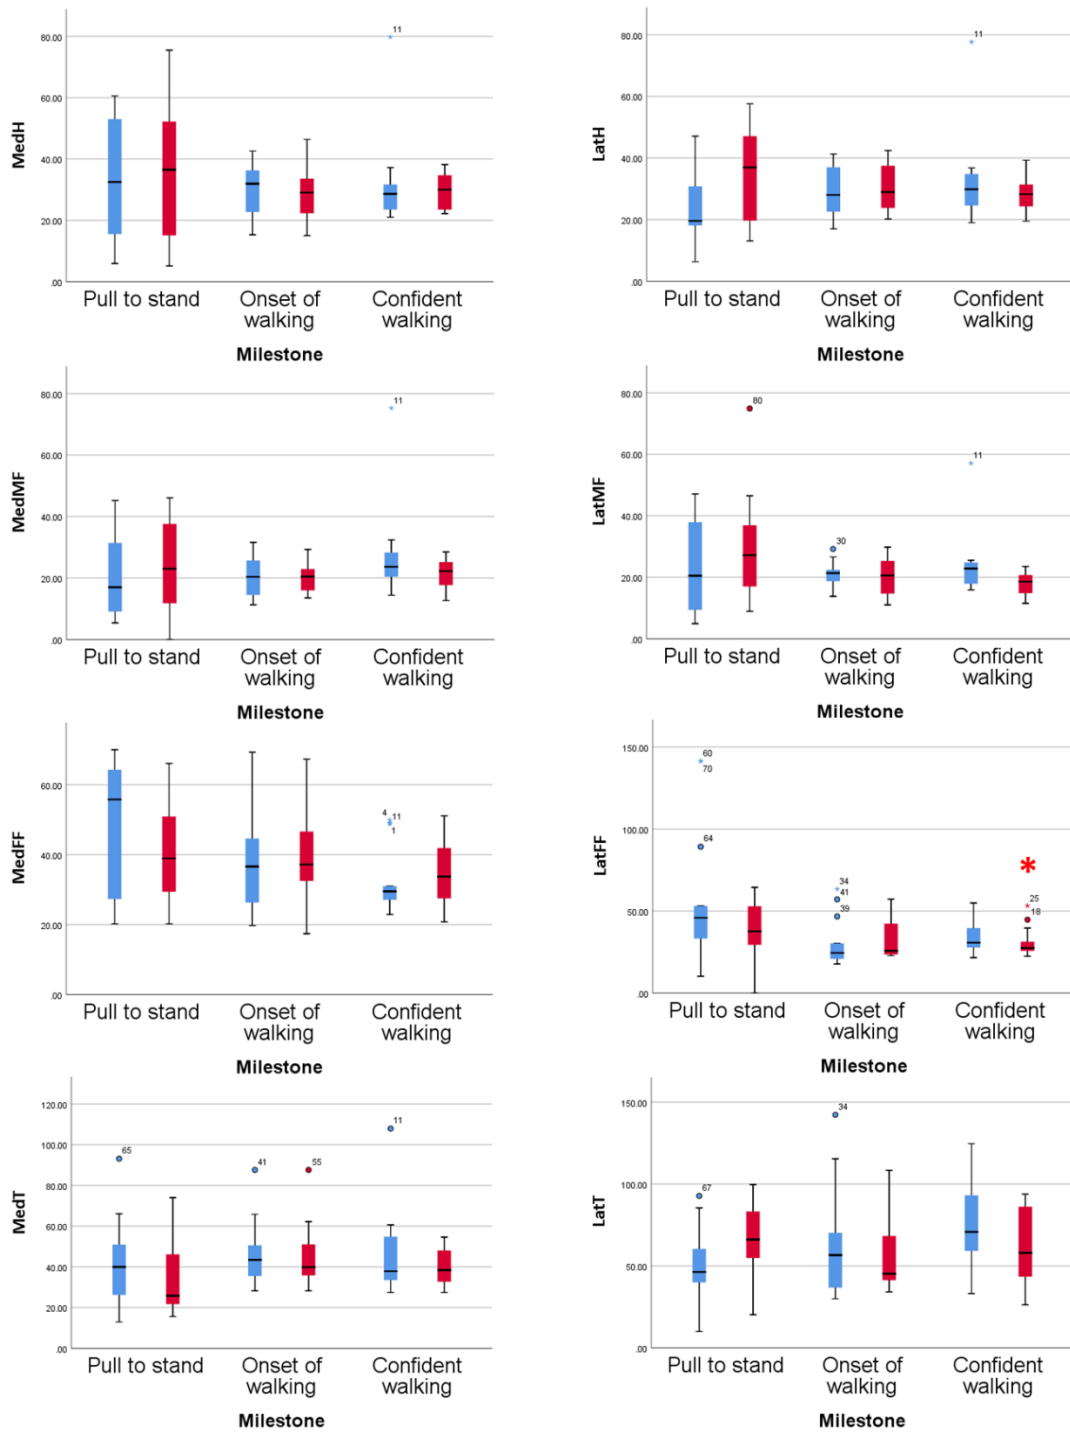 11
80.00
60.00
40.00
20.00
.00
MedH
Pull to stand Onset of walking Confident walking
Milestone
11
80.00
60.00
40.00
20.00
.00
LatH
Pull to stand Onset of walking Confident walking
Milestone
11
80.00
60.00
40.00
20.00
.00
MedMF
Pull to stand Onset of walking Confident walking
Milestone
80
30
11
80.00
60.00
40.00
20.00
.00
LatMF
Pull to stand Onset of walking Confident walking
Milestone
4 11
1
60.00
40.00
20.00
.00
MedFF
Pull to stand Onset of walking Confident walking
Milestone
60
70
64
34
41
39
25
18
*
150.00
100.00
50.00
.00
LatFF
Pull to stand Onset of walking Confident walking
Milestone
65
41
55
11
120.00
100.00
80.00
60.00
40.00
20.00
.00
MedT
Pull to stand Onset of walking Confident walking
Milestone
67
34
150.00
100.00
50.00
.00
LatT
Pull to stand Onset of walking Confident walking
Milestone